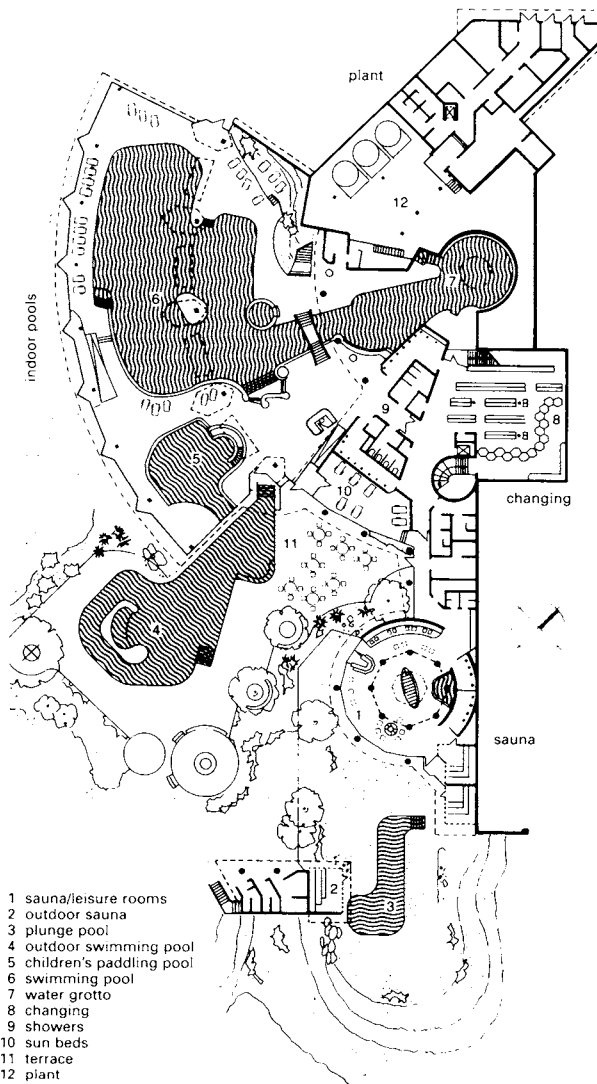 plant
12
7
6
indoor pools
9
8
8
8
5
10
changing
11
4
1
sauna
2
3
1 sauna/leisure rooms
2 outdoor sauna
3 plunge pool
4 outdoor swimming pool
5 children's paddling pool
6 swimming pool
7 water grotto
8 changing
9 showers
10 sun beds
11 terrace
12 plant